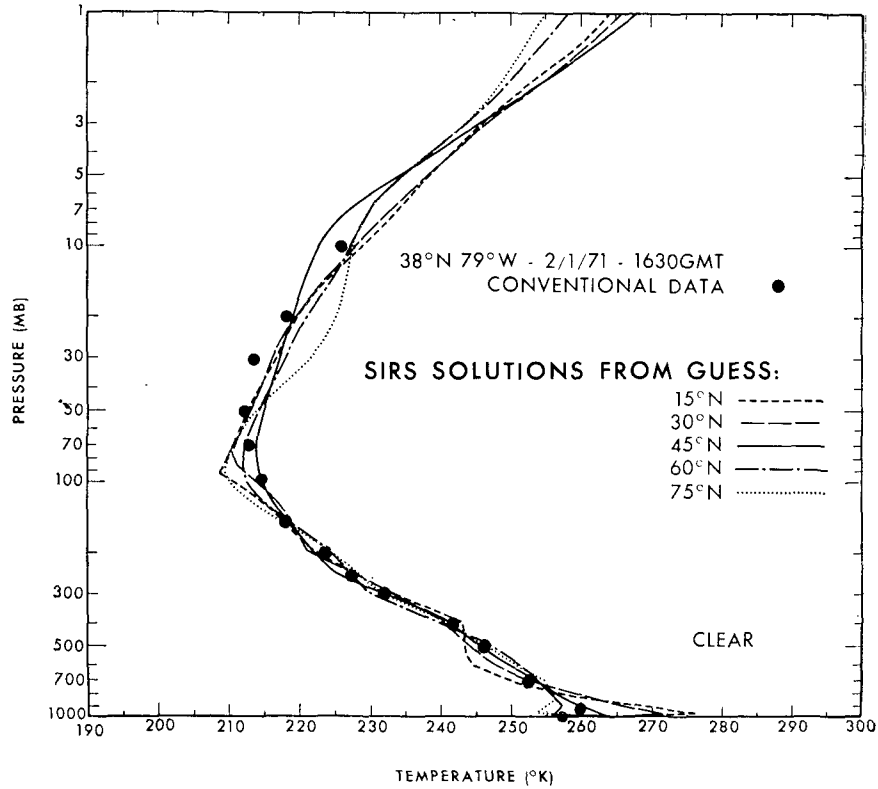 1
3
5
7
10
30
50
70
100
300
500
700
1000
PRESSURE (MB)
38°N 79°W - 2/1/71 - 1630GMT
CONVENTIONAL DATA
SIRS SOLUTIONS FROM GUESS:
15°N
30°N
45°N
60°N
75°N
CLEAR
190 200 210 220 230 240 250 260 270 280 290 300
TEMPERATURE (°K)